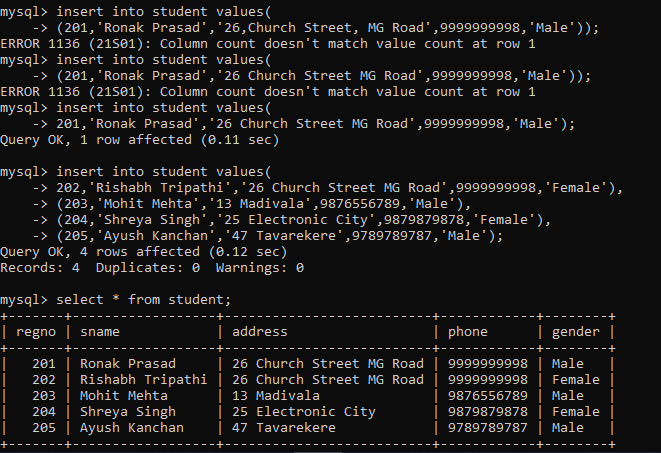 mysql> insert into student values(
    -> (201,'Ronak Prasad','26,Church Street, MG Road',9999999998,'Male'));
ERROR 1136 (21S01): Column count doesn't match value count at row 1
mysql> insert into student values(
    -> (201,'Ronak Prasad','26 Church Street MG Road',9999999998,'Male'));
ERROR 1136 (21S01): Column count doesn't match value count at row 1
mysql> insert into student values(
    -> 201,'Ronak Prasad','26 Church Street MG Road',9999999998,'Male');
Query OK, 1 row affected (0.11 sec)

mysql> insert into student values(
    -> 202,'Rishabh Tripathi','26 Church Street MG Road',9999999998,'Female'),
    -> (203,'Mohit Mehta','13 Madivala',9876556789,'Male'),
    -> (204,'Shreya Singh','25 Electronic City',9879879878,'Female'),
    -> (205,'Ayush Kanchan','47 Tavarekere',9789789787,'Male');
Query OK, 4 rows affected (0.12 sec)
Records: 4  Duplicates: 0  Warnings: 0

mysql> select * from student;
+-------+------------------+--------------------------+------------+--------+
| regno | sname            | address                  | phone      | gender |
+-------+------------------+--------------------------+------------+--------+
|   201 | Ronak Prasad     | 26 Church Street MG Road | 9999999998 | Male   |
|   202 | Rishabh Tripathi | 26 Church Street MG Road | 9999999998 | Female |
|   203 | Mohit Mehta      | 13 Madivala              | 9876556789 | Male   |
|   204 | Shreya Singh     | 25 Electronic City       | 9879879878 | Female |
|   205 | Ayush Kanchan    | 47 Tavarekere            | 9789789787 | Male   |
+-------+------------------+--------------------------+------------+--------+